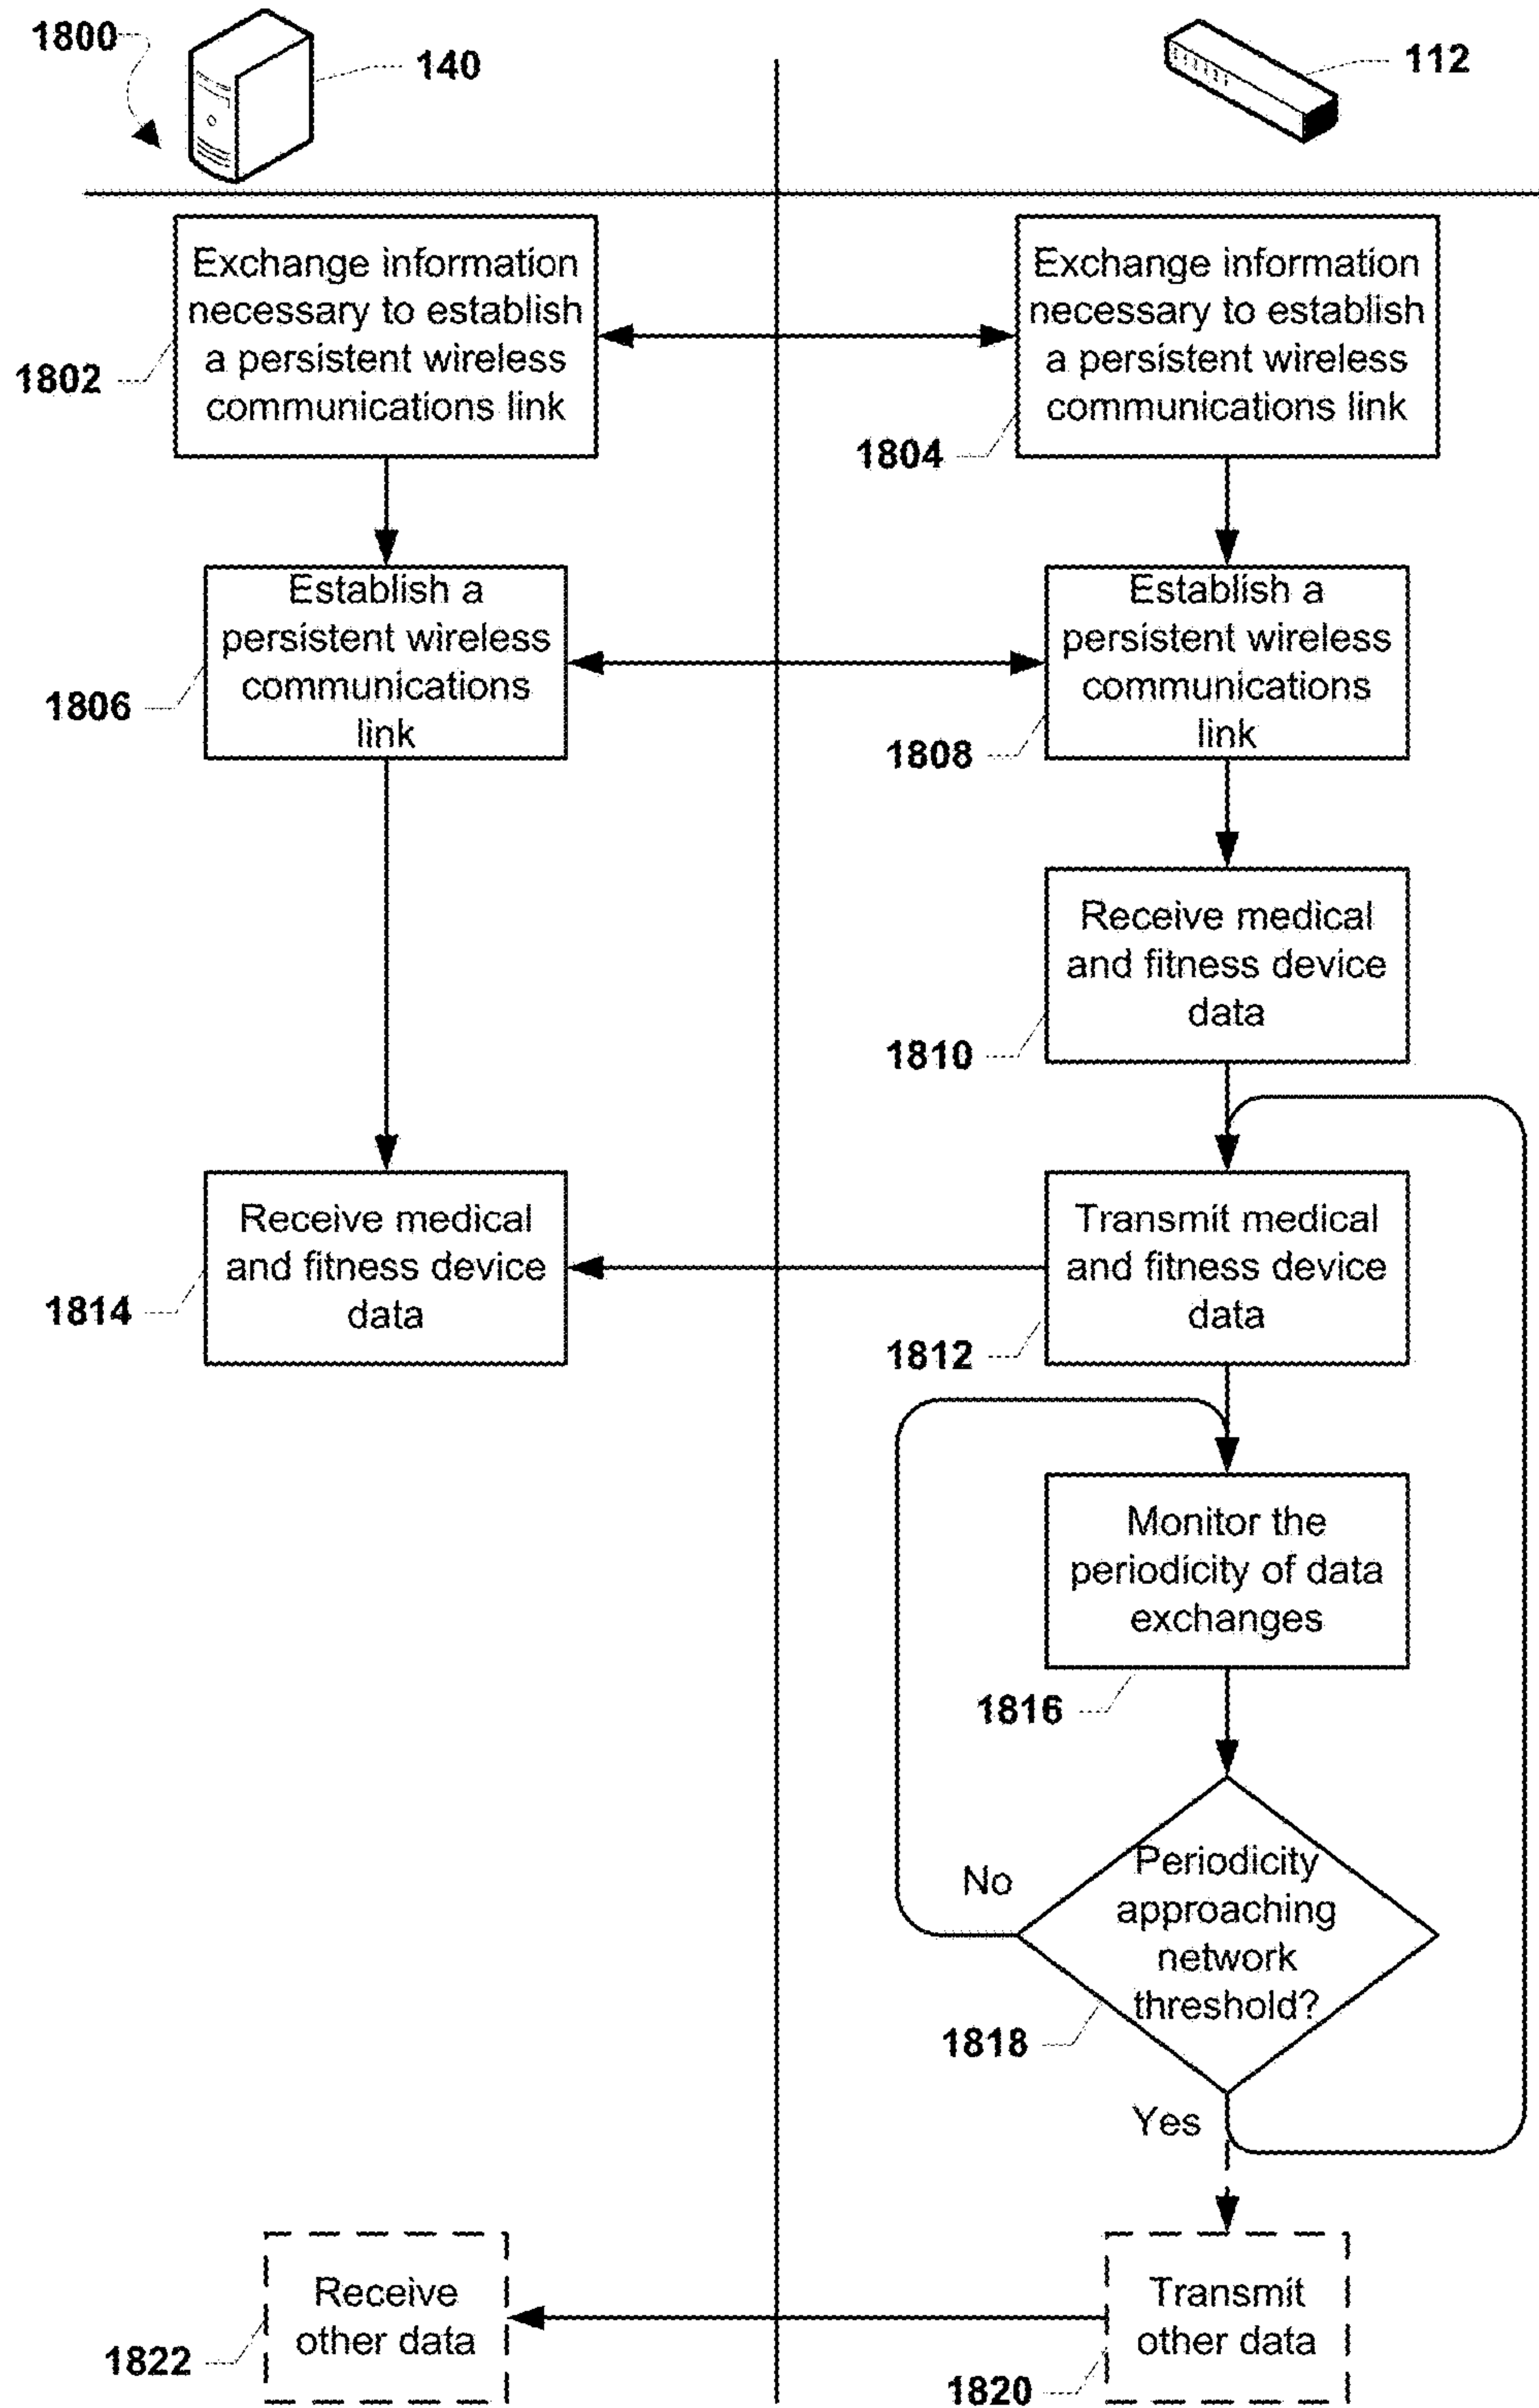 1800
140
112
Exchange information
necessary to establish
a persistent wireless
communications link
1802
Exchange information
necessary to establish
a persistent wireless
communications link
1804
Establish a
persistent wireless
communications
link
1806
Establish a
persistent wireless
communications
link
1808
Receive medical
and fitness device
data
1810
Receive medical
and fitness device
data
1814
Transmit medical
and fitness device
data
1812
Monitor the
periodicity of data
exchanges
1816
Periodicity
approaching
network
threshold?
No
1818
Yes
Receive
other data
1822
Transmit
other data
1820